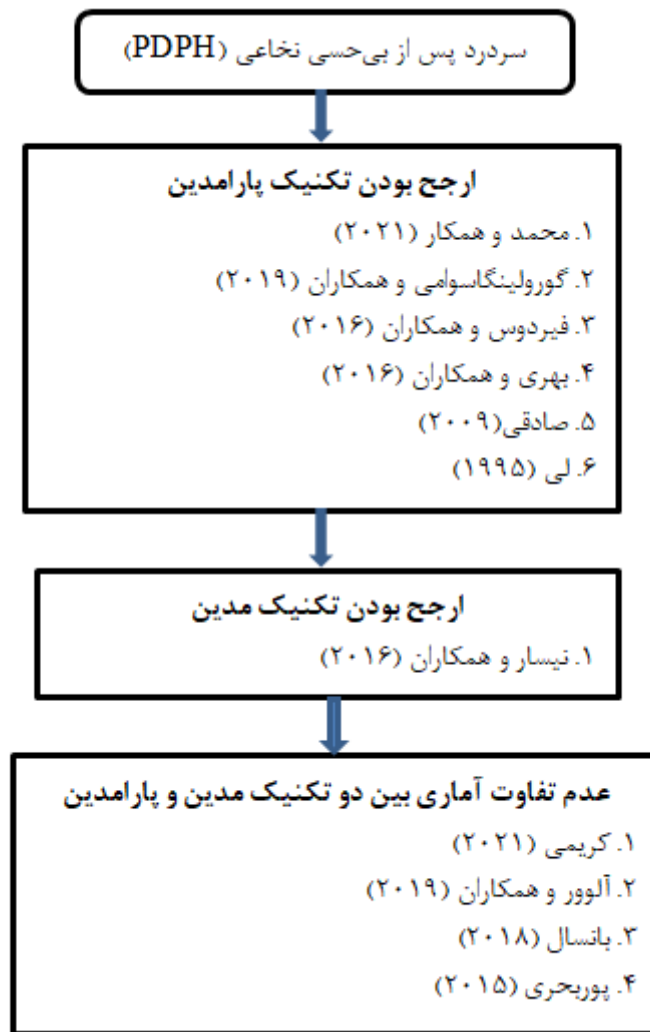 سردرد پس از بی‌حسی نخاعی (PDPH)
ارجح بودن تکنیک پارامدین
۱. محمد و همکار (۲۰۲۱)
۲. گورولینگاسوامی و همکاران (۲۰۱۹)
۳. فیردوس و همکاران (۲۰۱۶)
۴. بهری و همکاران (۲۰۱۶)
۵. صادقی(۲۰۰۹)
۶. لی (۱۹۹۵)
ارجح بودن تکنیک مدین
۱. نیسار و همکاران (۲۰۱۶)
عدم تفاوت آماری بین دو تکنیک مدین و پارامدین
۱. کریمی (۲۰۲۱)
۲. آلوور و همکاران (۲۰۱۹)
۳. بانسال (۲۰۱۸)
۴. پوربحری (۲۰۱۵)